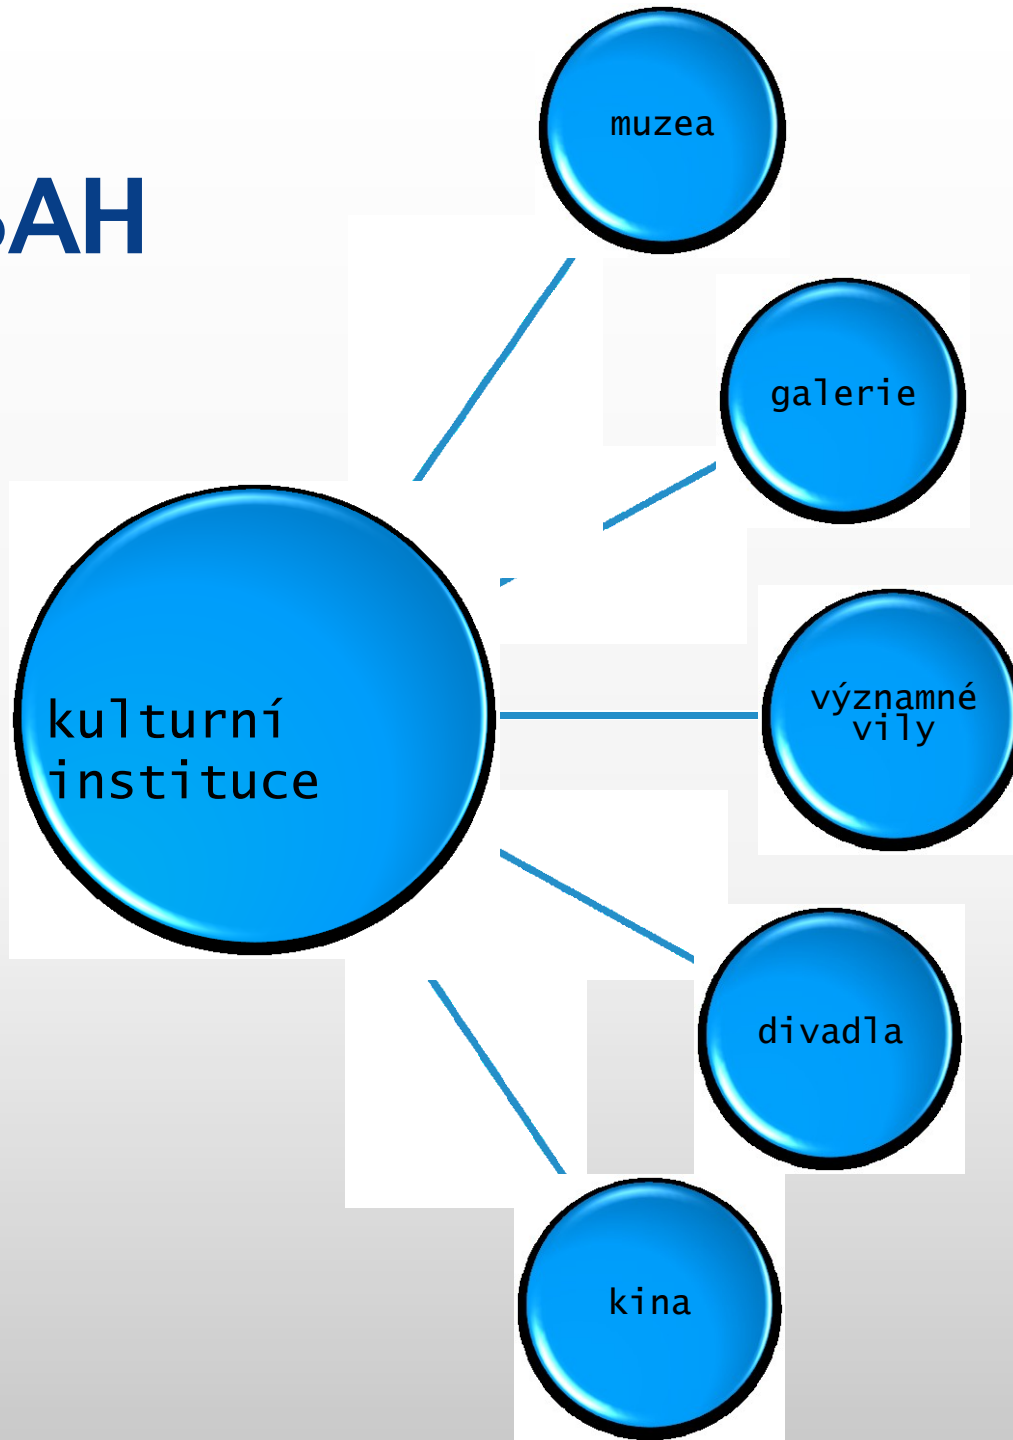 AH
muzea
galerie
kulturní
instituce
významné
vily
divadla
kina